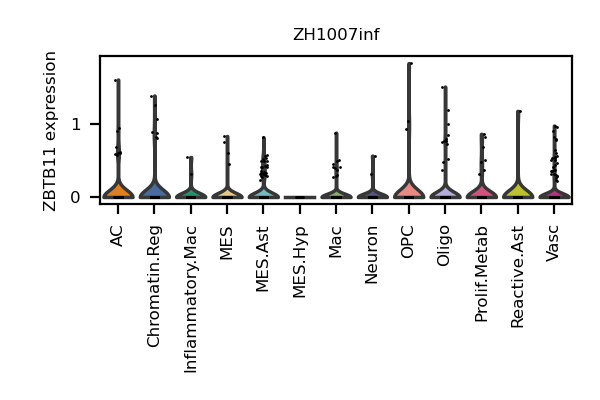 ZH1007inf
ZBTB11 expression
1
0
AC
Chromatin.Reg
Inflammatory.Mac
MES
MES.Ast
MES.Hyp
Mac
Neuron
OPC
Oligo
Prolif.Metab
Reactive.Ast
Vasc